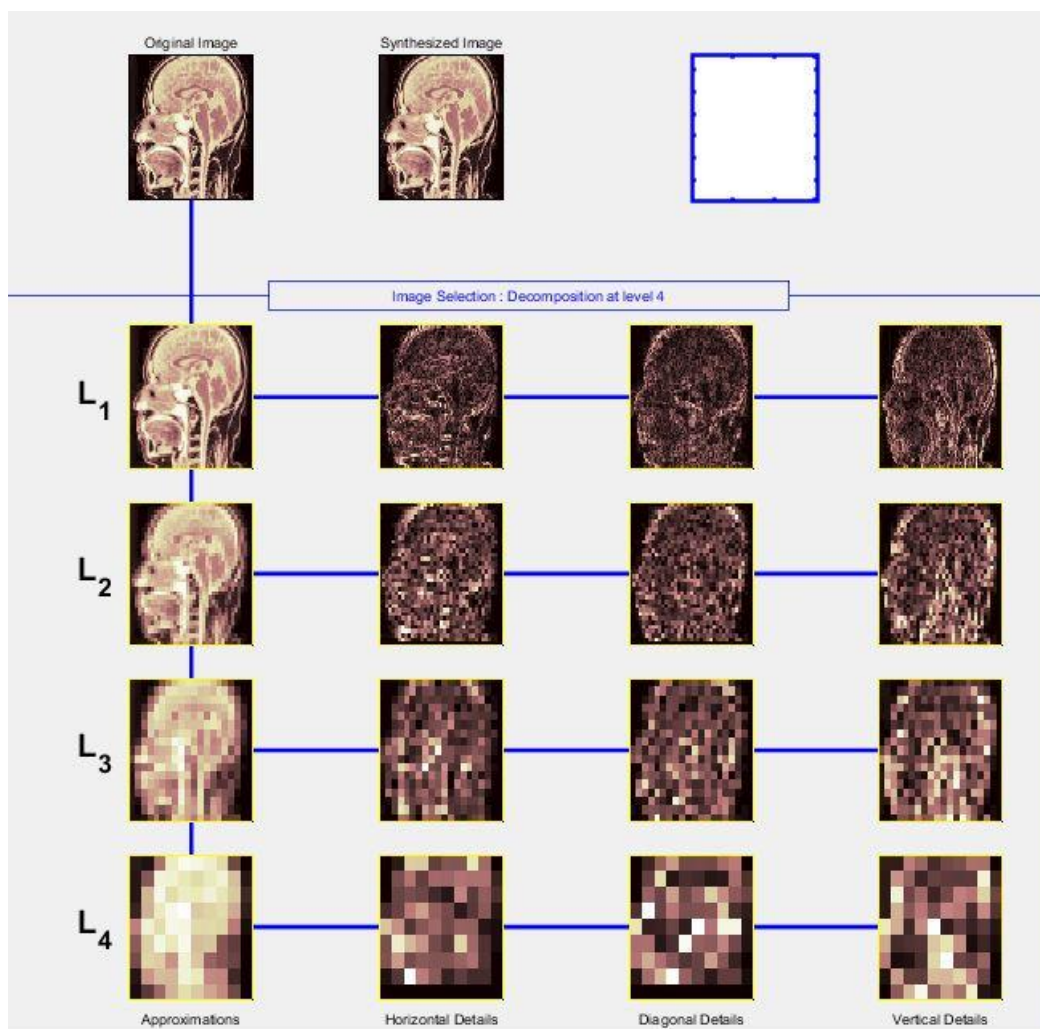 Original Image
Synthesized Image
Image Selection : Decomposition at level 4
L1
L2
L3
L4
Approximations
Horizontal Details
Diagonal Details
Vertical Details